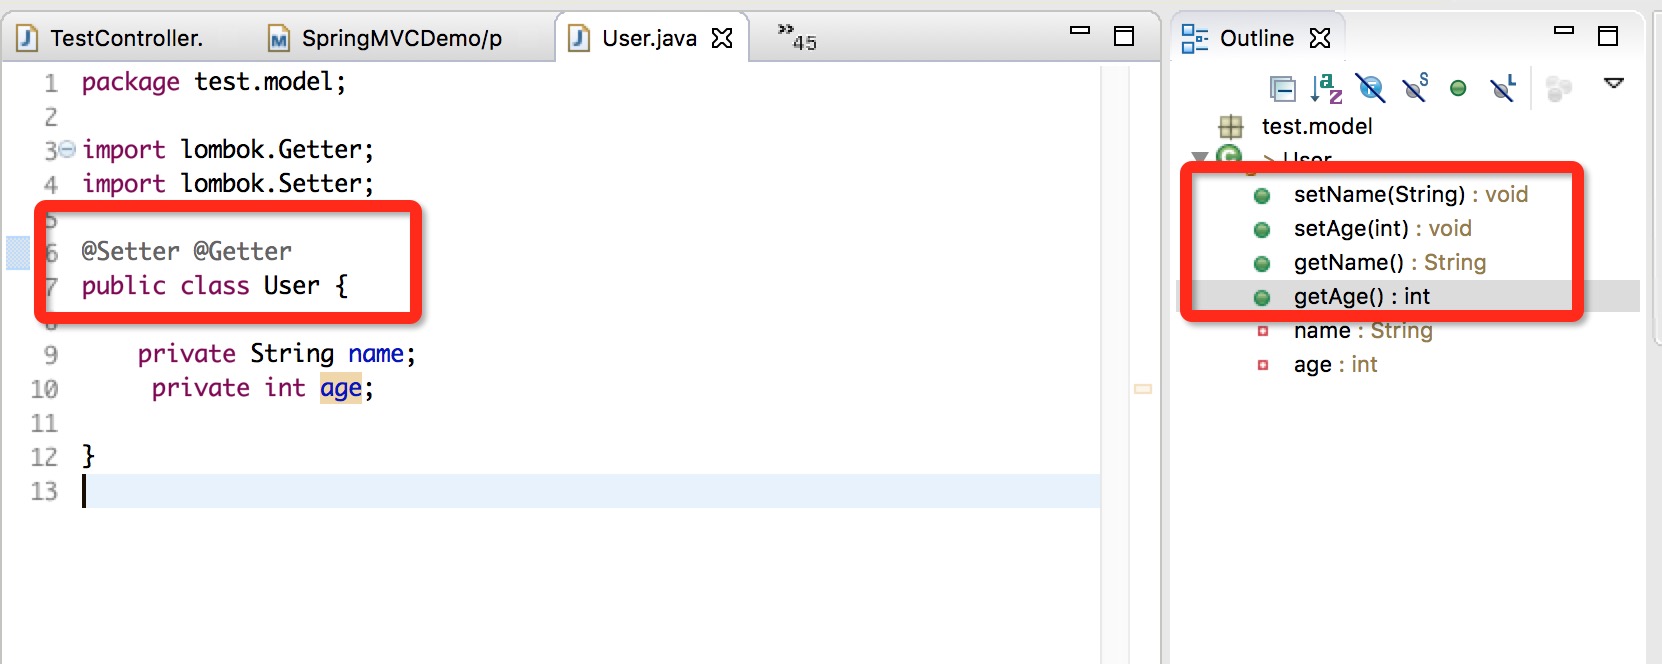 TestController.
SpringMVCDemo/p
User.java
»45
Outline
1 package test.model;
2
3 import lombok.Getter;
4 import lombok.Setter;
5
6 @Setter @Getter
7 public class User {
8
9 private String name;
10 private int age;
11
12 }
13
test.model
> User
setName(String) : void
setAge(int) : void
getName() : String
getAge() : int
name : String
age : int